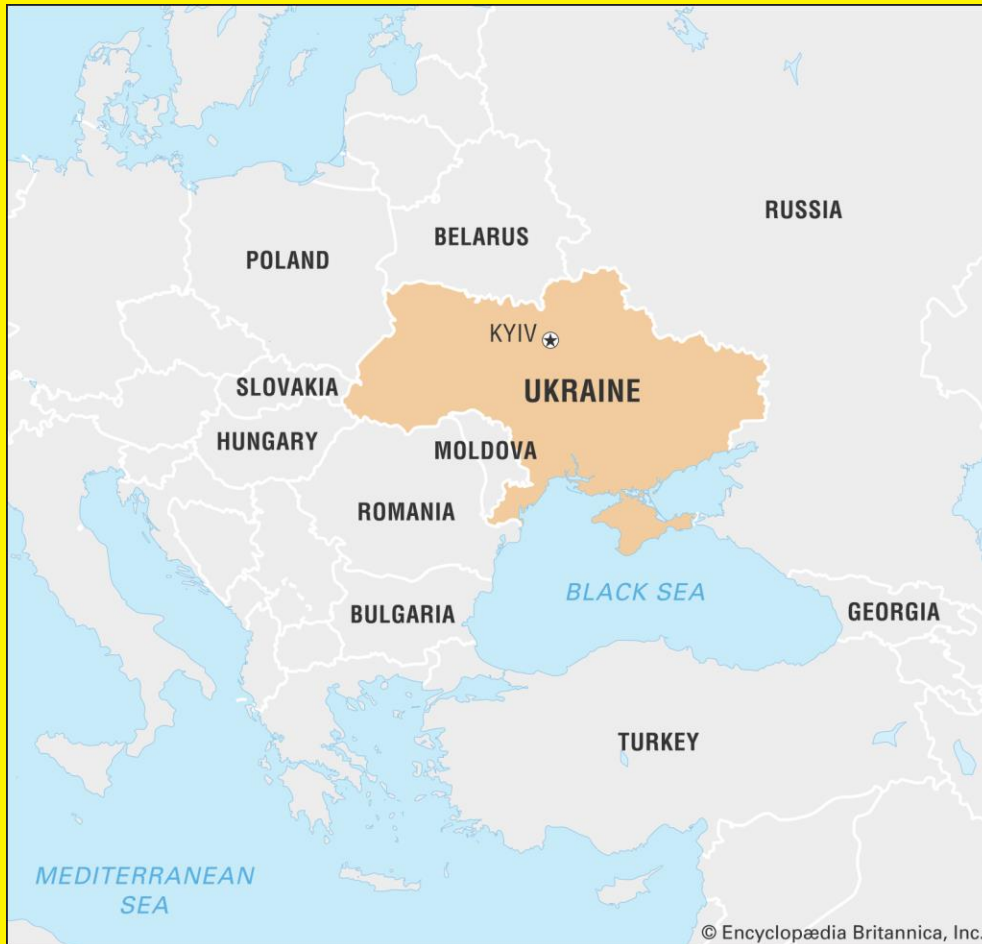 RUSSIA
BELARUS
POLAND
KYIV
UKRAINE
SLOVAKIA
HUNGARY
MOLDOVA
ROMANIA
BLACK SEA
BULGARIA
GEORGIA
TURKEY
MEDITERRANEAN
SEA
© Encyclopædia Britannica, Inc.